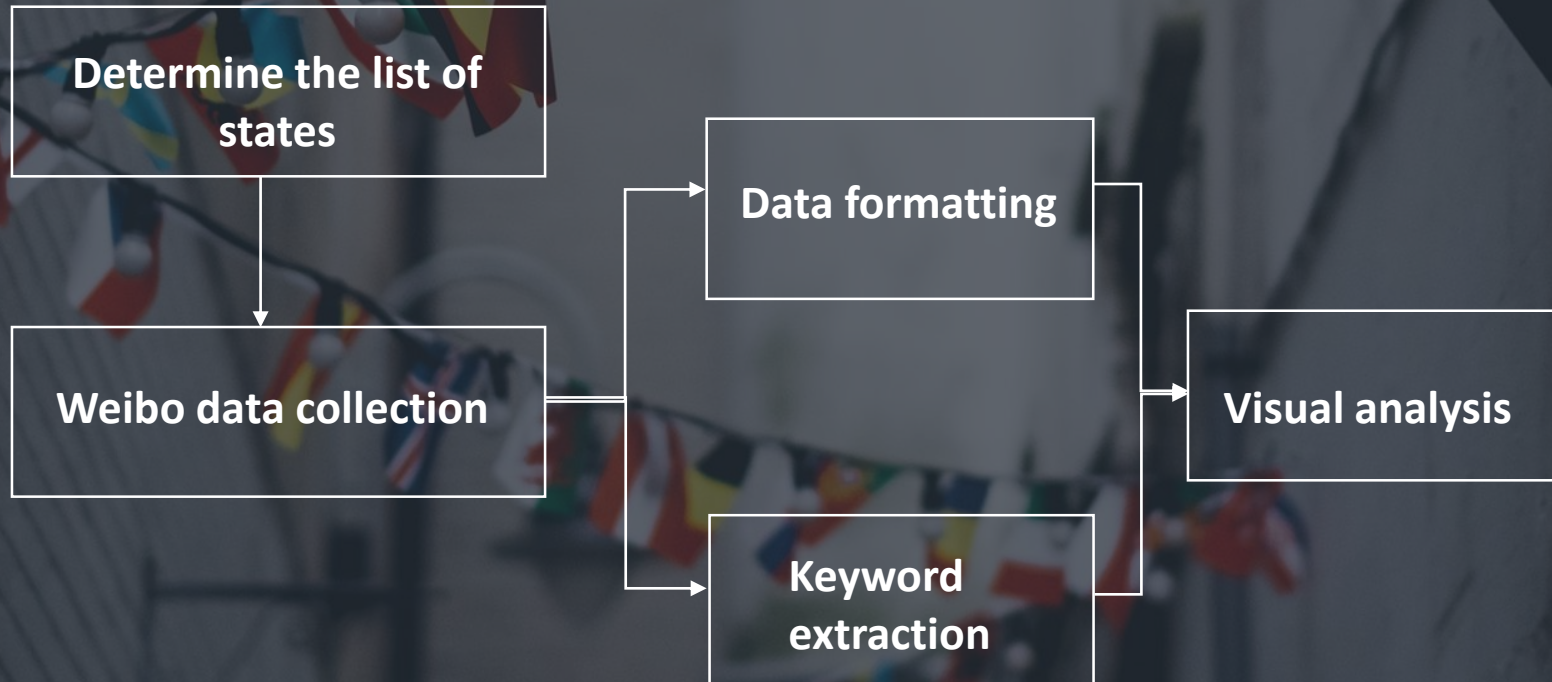 Determine the list of
states
Weibo data collection
Data formatting
Keyword
extraction
Visual analysis